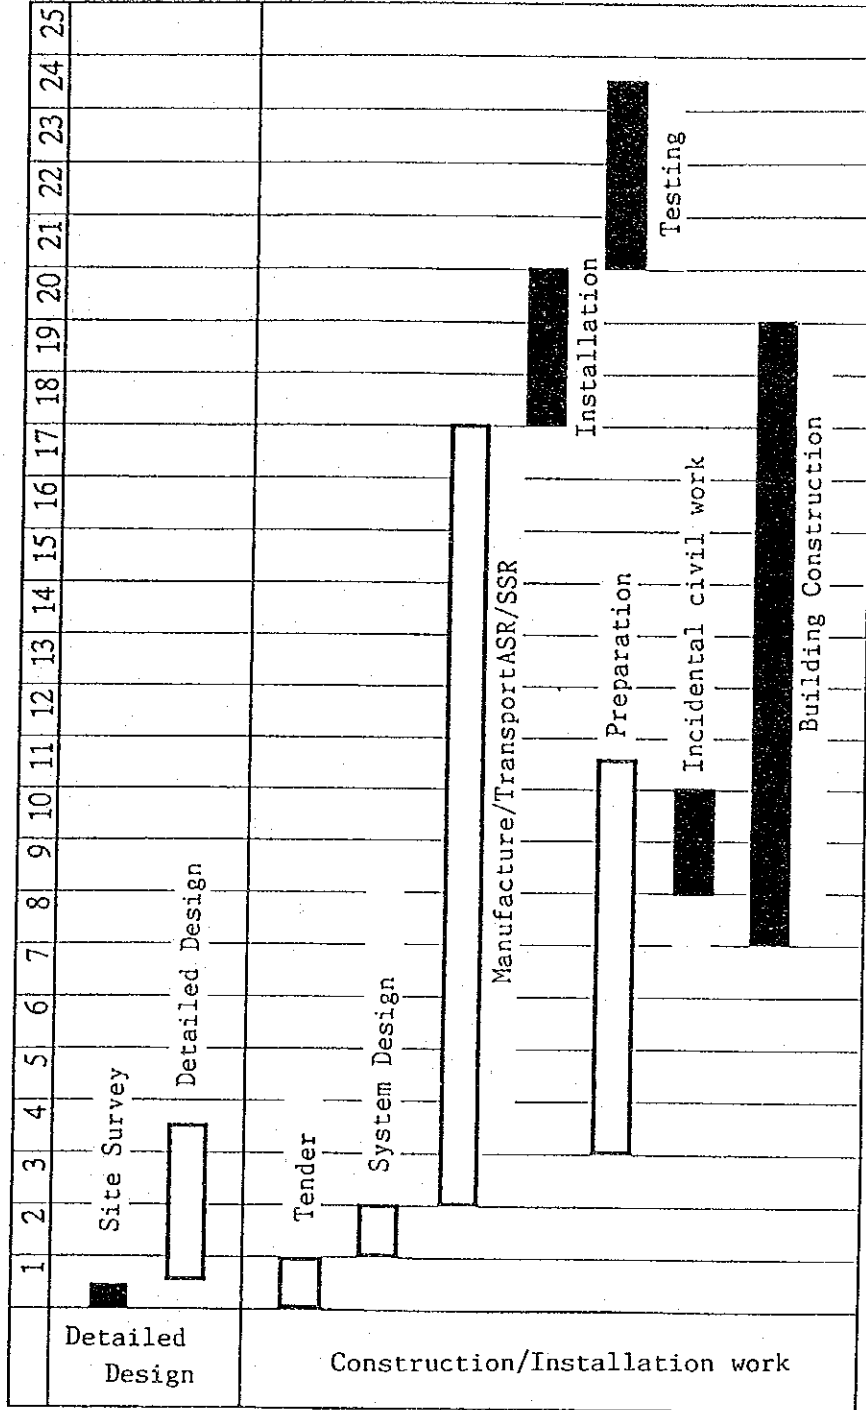 1 2 3 4 5 6 7 8 9 10 11 12 13 14 15 16 17 18 19 20 21 22 23 24 25
Detailed
Design
Site Survey
Detailed Design
Construction/Installation work
Tender
System Design
Manufacture/TransportASR/SSR
Installation
Preparation
Testing
Incidental civil work
Building Construction